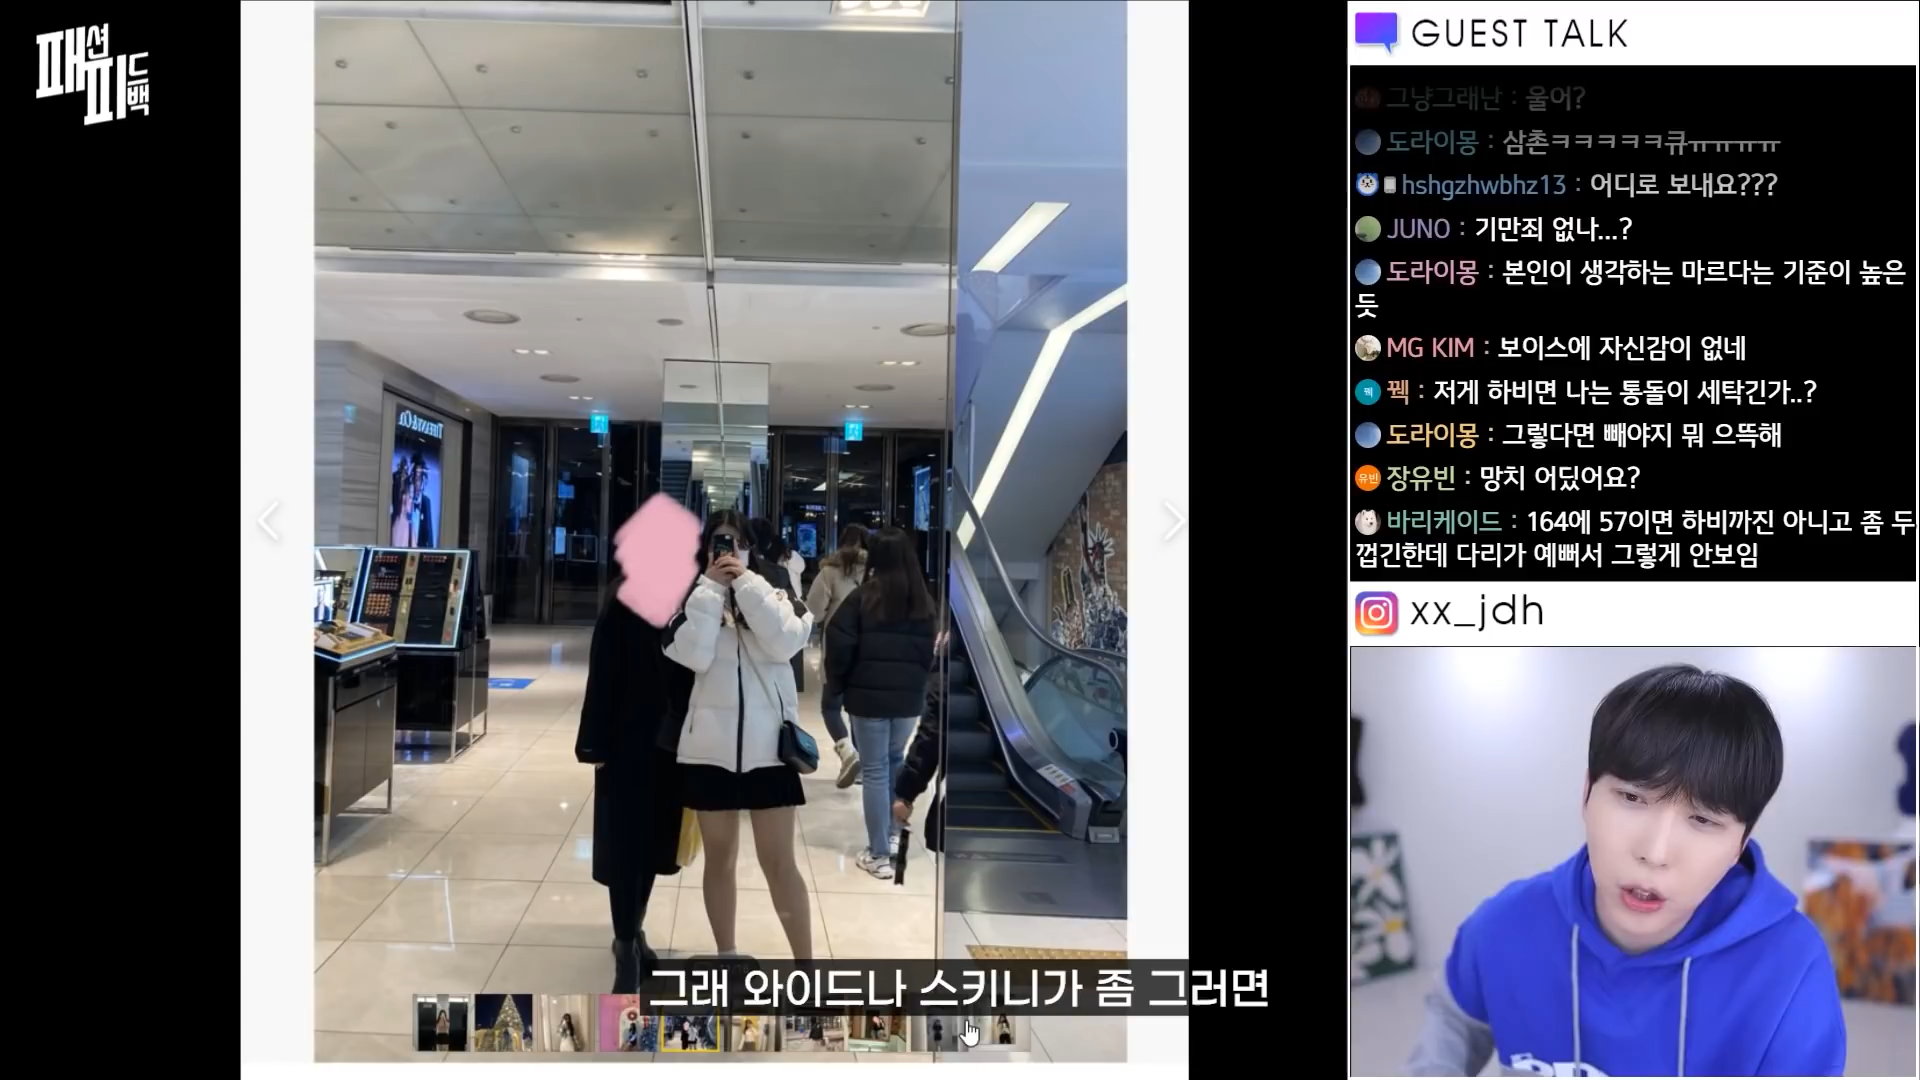 패션
피드백
TIFFANY & CO.
GUEST TALK
그냥그래난 : 울어?
도라이몽 : 삼촌ㅋㅋㅋㅋㅋ큐ㅠㅠㅠㅠ
hshgzhwbhz13 : 어디로 보내요???
JUNO : 기만죄 없나...?
도라이몽 : 본인이 생각하는 마르다는 기준이 높은
듯
MG KIM : 보이스에 자신감이 없네
꿱 : 저게 하비면 나는 통돌이 세탁긴가..?
도라이몽 : 그렇다면 빼야지 뭐 으뜩해
유빈 장유빈 : 망치 어딨어요?
바리케이드 : 164에 57이면 하비까진 아니고 좀 두
껍긴한데 다리가 예뻐서 그렇게 안보임
xx_jdh
그래 와이드나 스키니가 좀 그러면